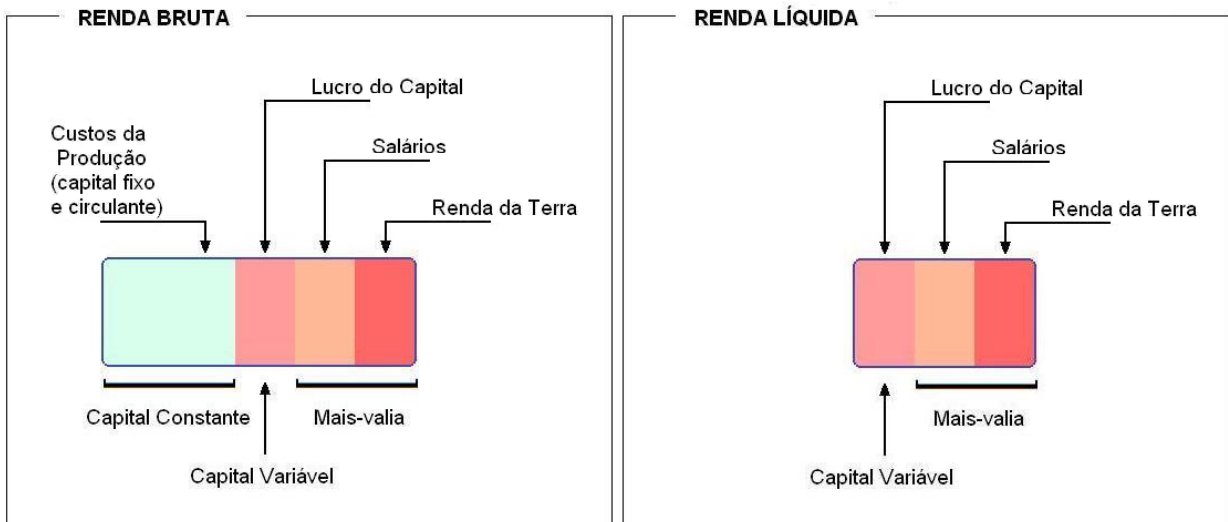 RENDA BRUTA
Lucro do Capital
Custos da
Produção
(capital fixo
e circulante)
Salários
Renda da Terra
Capital Constante
Mais-valia
Capital Variável
RENDA LÍQUIDA
Lucro do Capital
Salários
Renda da Terra
Mais-valia
Capital Variável